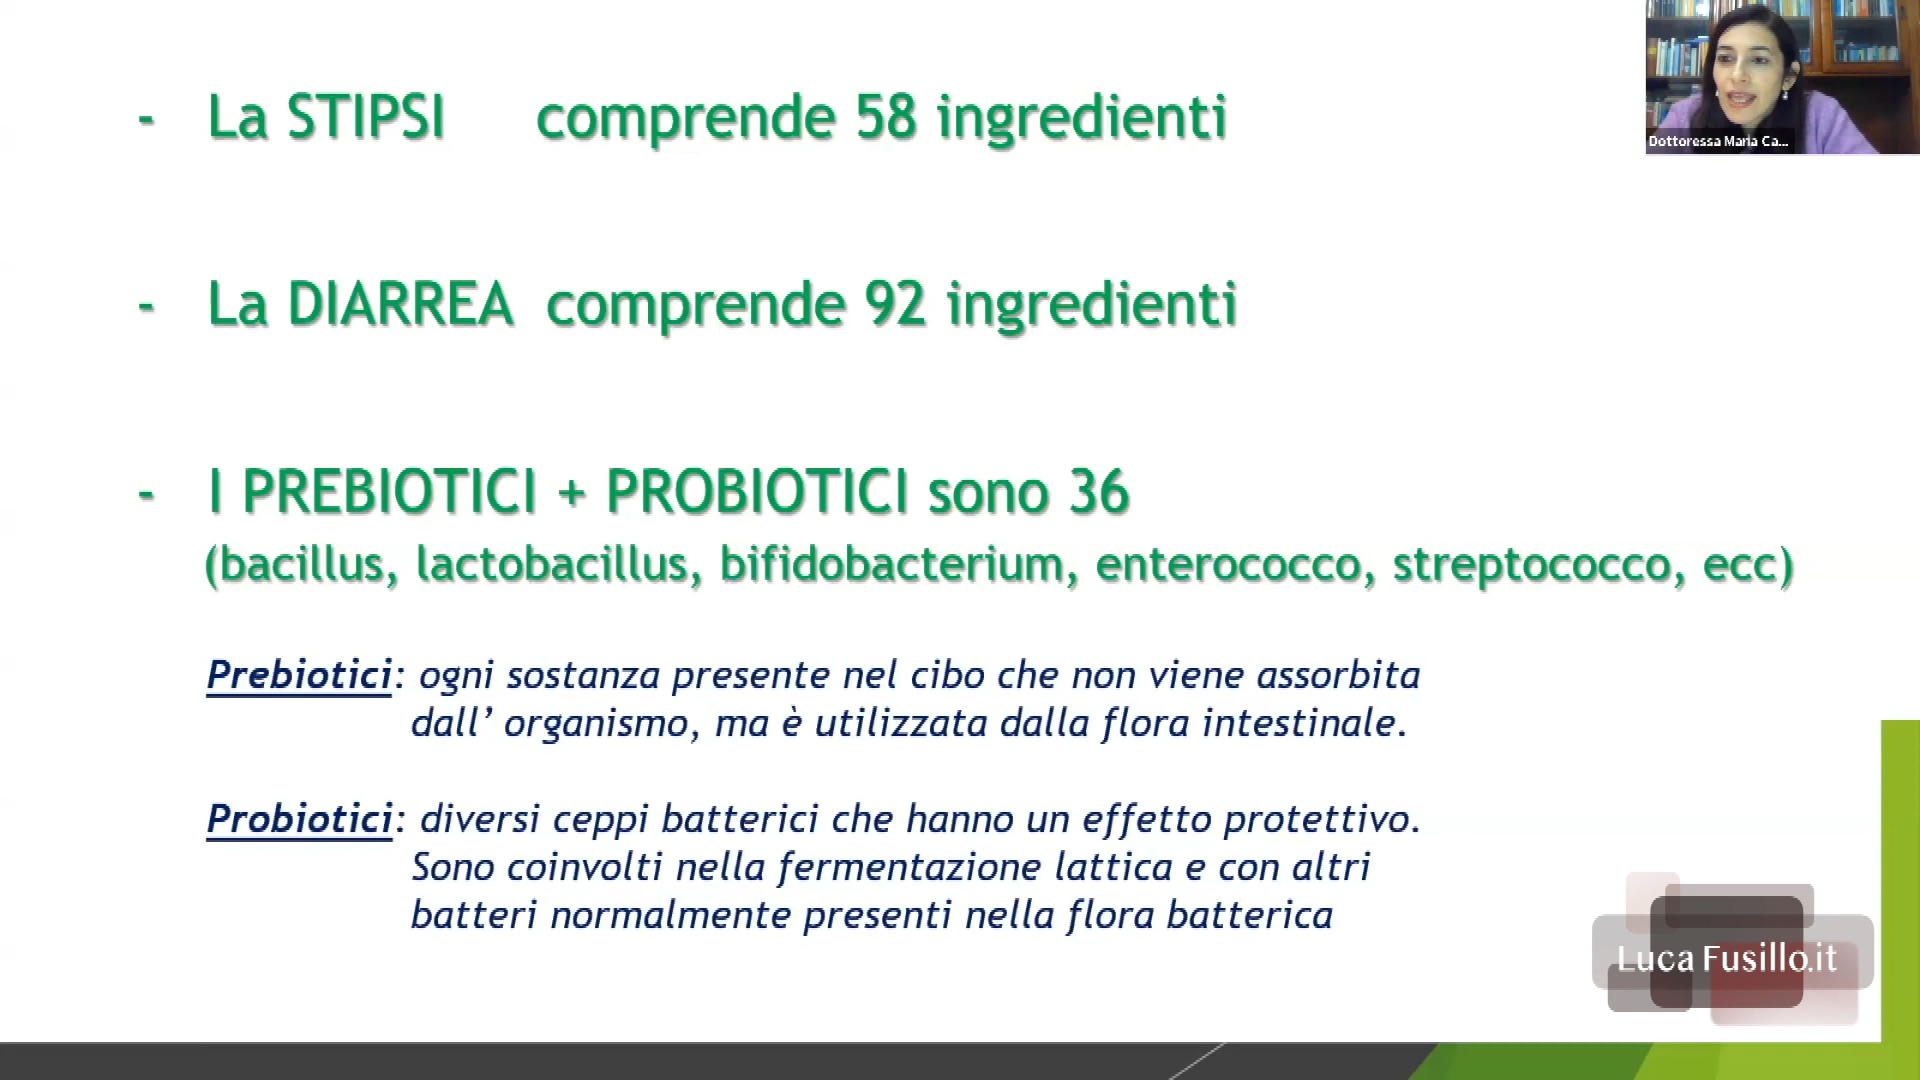 - La STIPSI comprende 58 ingredienti
Dottoressa Maria Ca...
- La DIARREA comprende 92 ingredienti
- I PREBIOTICI + PROBIOTICI sono 36
(bacillus, lactobacillus, bifidobacterium, enterococco, streptococco, ecc)
Prebiotici: ogni sostanza presente nel cibo che non viene assorbita
dall’ organismo, ma è utilizzata dalla flora intestinale.
Probiotici: diversi ceppi batterici che hanno un effetto protettivo.
Sono coinvolti nella fermentazione lattica e con altri
batteri normalmente presenti nella flora batterica
Luca Fusillo.it